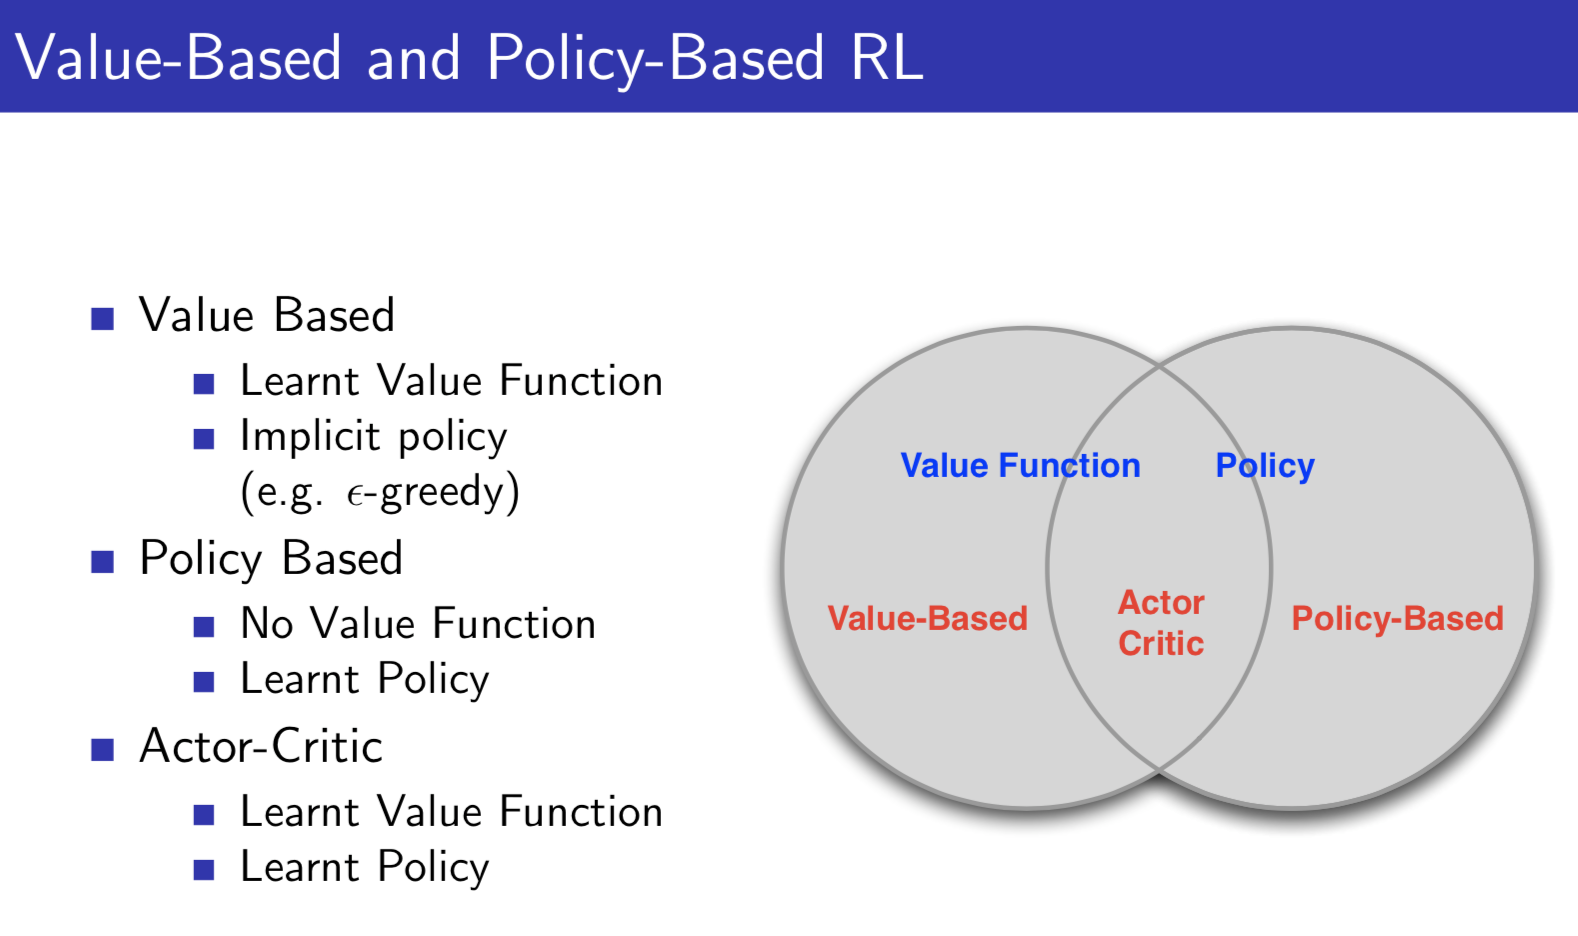 Value-Based and Policy-Based RL
Value Based
Learnt Value Function
Implicit policy
(e.g. ϵ-greedy)
Policy Based
No Value Function
Learnt Policy
Actor-Critic
Learnt Value Function
Learnt Policy
Value Function
Policy
Value-Based
Actor
Critic
Policy-Based